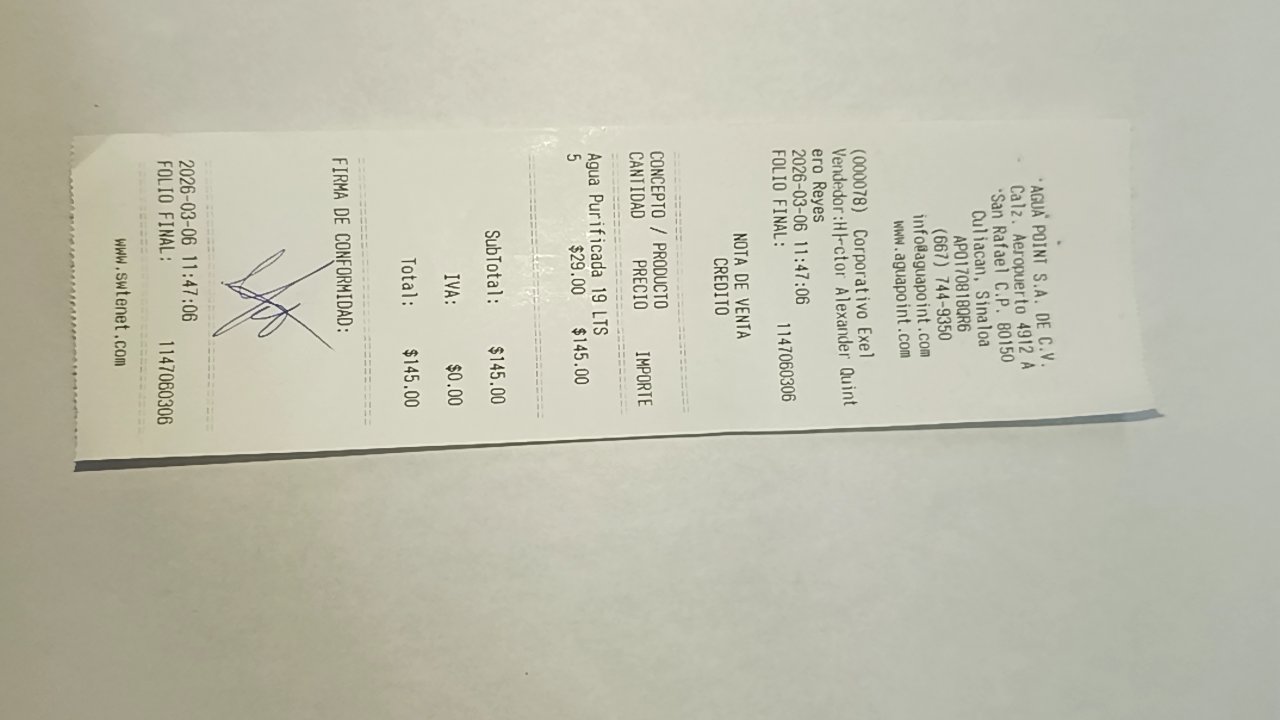 AGUA POINT S.A. DE C.V.
Calz. Aeropuerto 4912 A
San Rafael C.P. 80150
Culiacan, Sinaloa
APO170818QR6
(667) 744-9350
info@aguapoint.com
www.aguapoint.com
(000078) Corporativo Exel
Vendedor:H|-ctor Alexander Quint
ero Reyes
2026-03-06 11:47:06
FOLIO FINAL: 1147060306
NOTA DE VENTA
CREDITO
CONCEPTO / PRODUCTO
CANTIDAD PRECIO IMPORTE
Agua Purificada 19 LTS
5 $29.00 $145.00
SubTotal: $145.00
IVA: $0.00
Total: $145.00
FIRMA DE CONFORMIDAD:
2026-03-06 11:47:06
FOLIO FINAL: 1147060306
www.swtenet.com